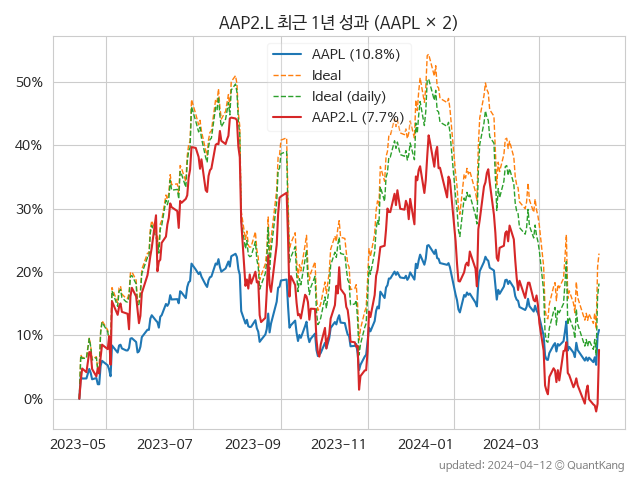 AAP2.L 최근 1년 성과 (AAPL × 2)
AAPL (10.8%)
Ideal
Ideal (daily)
AAP2.L (7.7%)
50%
40%
30%
20%
10%
0%
2023-05 2023-07 2023-09 2023-11 2024-01 2024-03
updated: 2024-04-12 © QuantKang